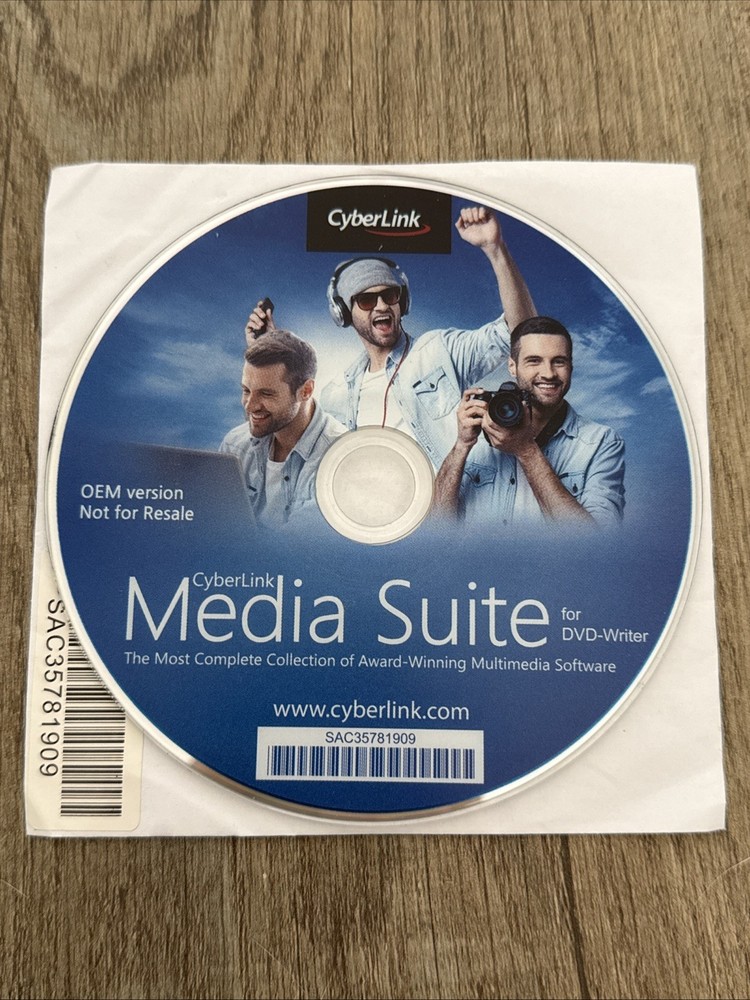 CyberLink
OEM version
Not for Resale
CyberLink
Media Suite for
DVD-Writer
The Most Complete Collection of Award-Winning Multimedia Software
www.cyberlink.com
SAC35781909
SAC35781909